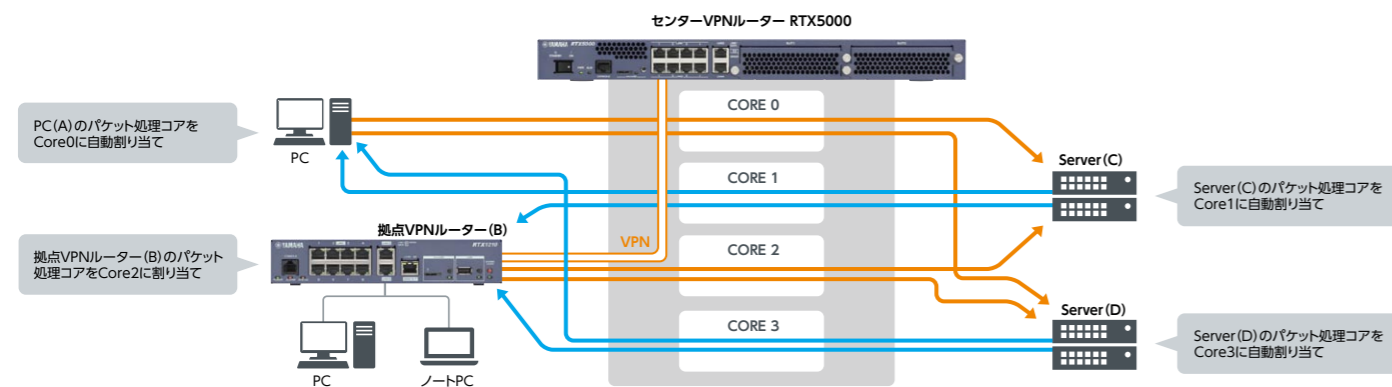 センターVPNルーター RTX5000
YAMAHA RTX5000
CORE 0
PC(A)のパケット処理コアを
Core0に自動割り当て
PC
CORE 1
Server(C)
Server(C)のパケット処理コアを
Core1に自動割り当て
拠点VPNルーター(B)
YAMAHA RTX1210
VPN
CORE 2
拠点VPNルーター(B)のパケット
処理コアをCore2に割り当て
CORE 3
Server(D)
Server(D)のパケット処理コアを
Core3に自動割り当て
PC
ノートPC